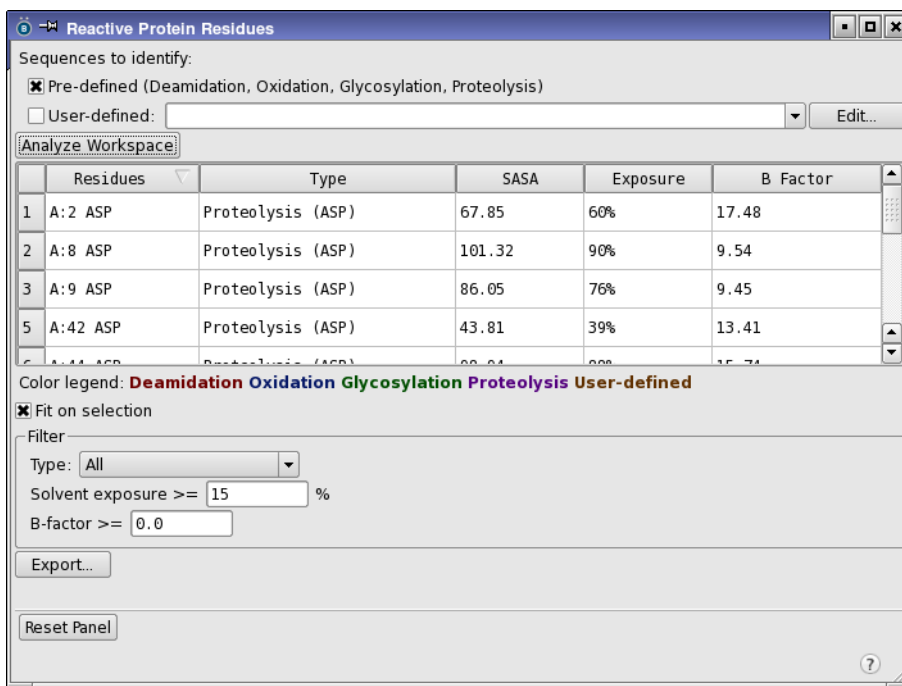 Reactive Protein Residues
Sequences to identify:
Pre-defined (Deamidation, Oxidation, Glycosylation, Proteolysis)
User-defined: Edit...
Analyze Workspace
Residues Type SASA Exposure B Factor
1 A:2 ASP Proteolysis (ASP) 67.85 60% 17.48
2 A:8 ASP Proteolysis (ASP) 101.32 90% 9.54
3 A:9 ASP Proteolysis (ASP) 86.05 76% 9.45
5 A:42 ASP Proteolysis (ASP) 43.81 39% 13.41
Color legend: Deamidation Oxidation Glycosylation Proteolysis User-defined
Fit on selection
Filter
Type: All
Solvent exposure >= 15 %
B-factor >= 0.0
Export...
Reset Panel
?